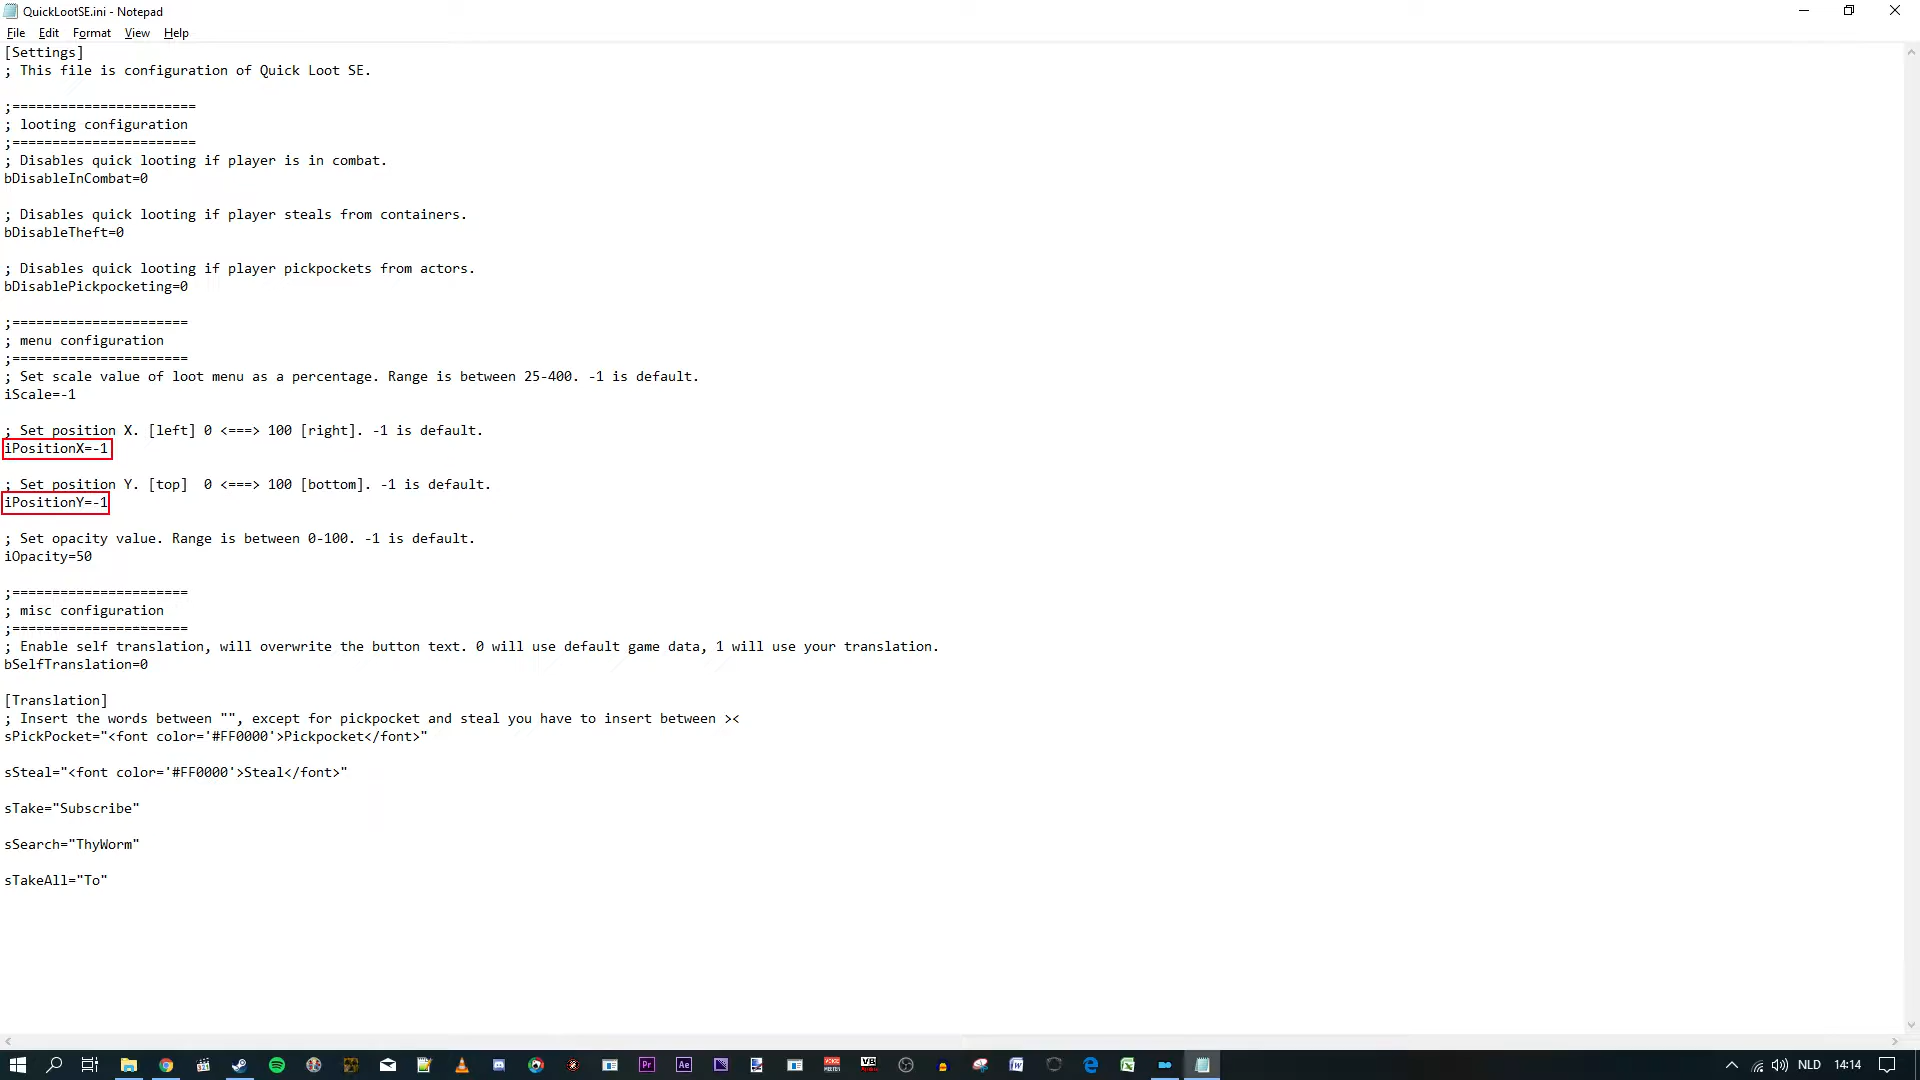 QuickLootSE.ini - Notepad
File Edit Format View Help
[Settings]
; This file is configuration of Quick Loot SE.
;=======================
; looting configuration
;=======================
; Disables quick looting if player is in combat.
bDisableInCombat=0
; Disables quick looting if player steals from containers.
bDisableTheft=0
; Disables quick looting if player pickpockets from actors.
bDisablePickpocketing=0
;======================
; menu configuration
;======================
; Set scale value of loot menu as a percentage. Range is between 25-400. -1 is default.
iScale=-1
; Set position X. [left] 0 <===> 100 [right]. -1 is default.
iPositionX=-1
; Set position Y. [top]  0 <===> 100 [bottom]. -1 is default.
iPositionY=-1
; Set opacity value. Range is between 0-100. -1 is default.
iOpacity=50
;======================
; misc configuration
;======================
; Enable self translation, will overwrite the button text. 0 will use default game data, 1 will use your translation.
bSelfTranslation=0
[Translation]
; Insert the words between "", except for pickpocket and steal you have to insert between ><
sPickPocket="<font color='#FF0000'>Pickpocket</font>"
sSteal="<font color='#FF0000'>Steal</font>"
sTake="Subscribe"
sSearch="ThyWorm"
sTakeAll="To"
Pr Ae VB NLD 14:14